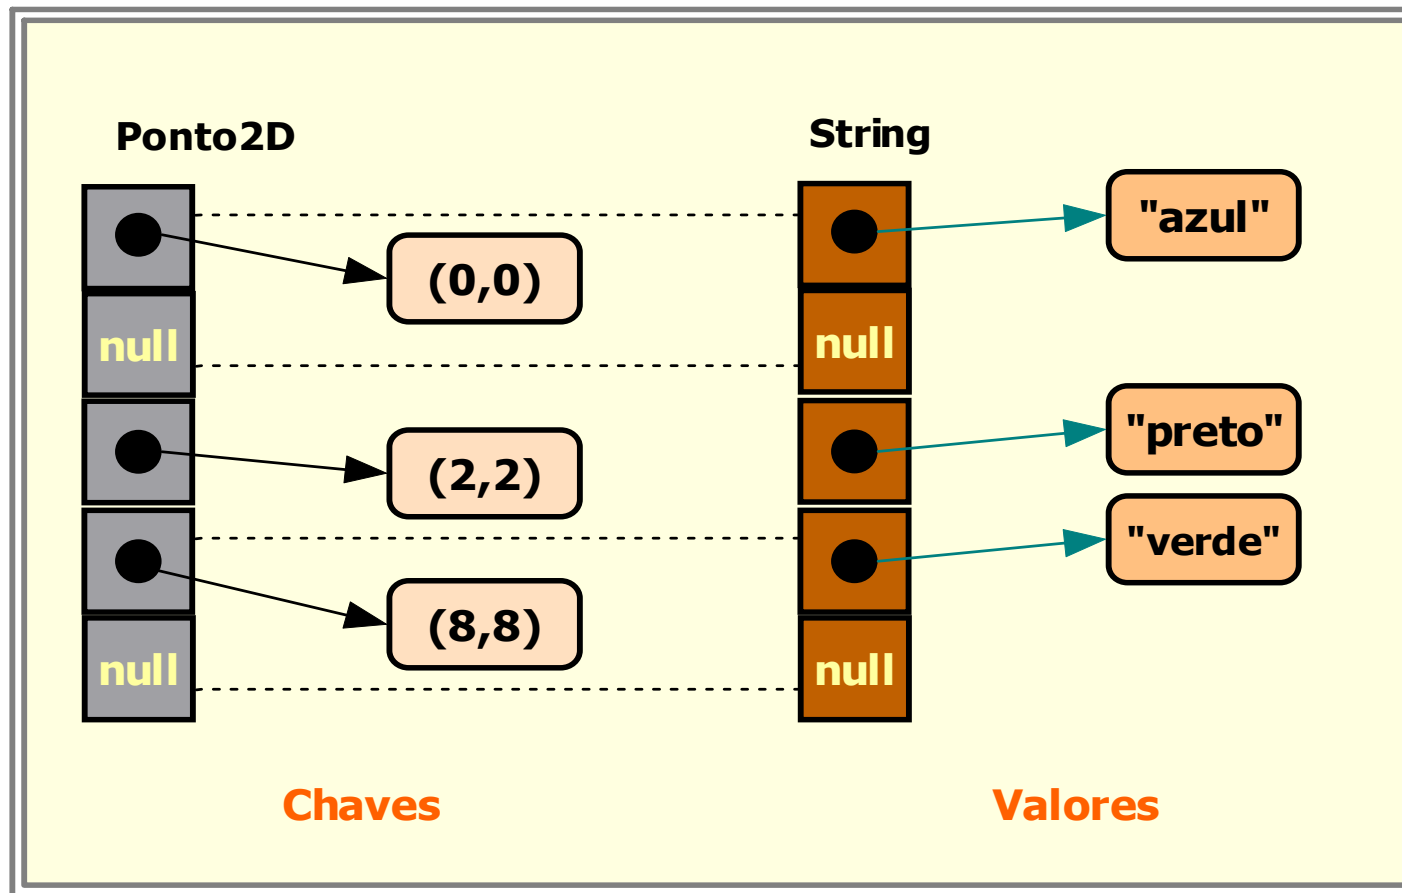 Ponto2D
String
"azul"
(0,0)
null
null
"preto"
(2,2)
"verde"
(8,8)
null
null
Chaves
Valores